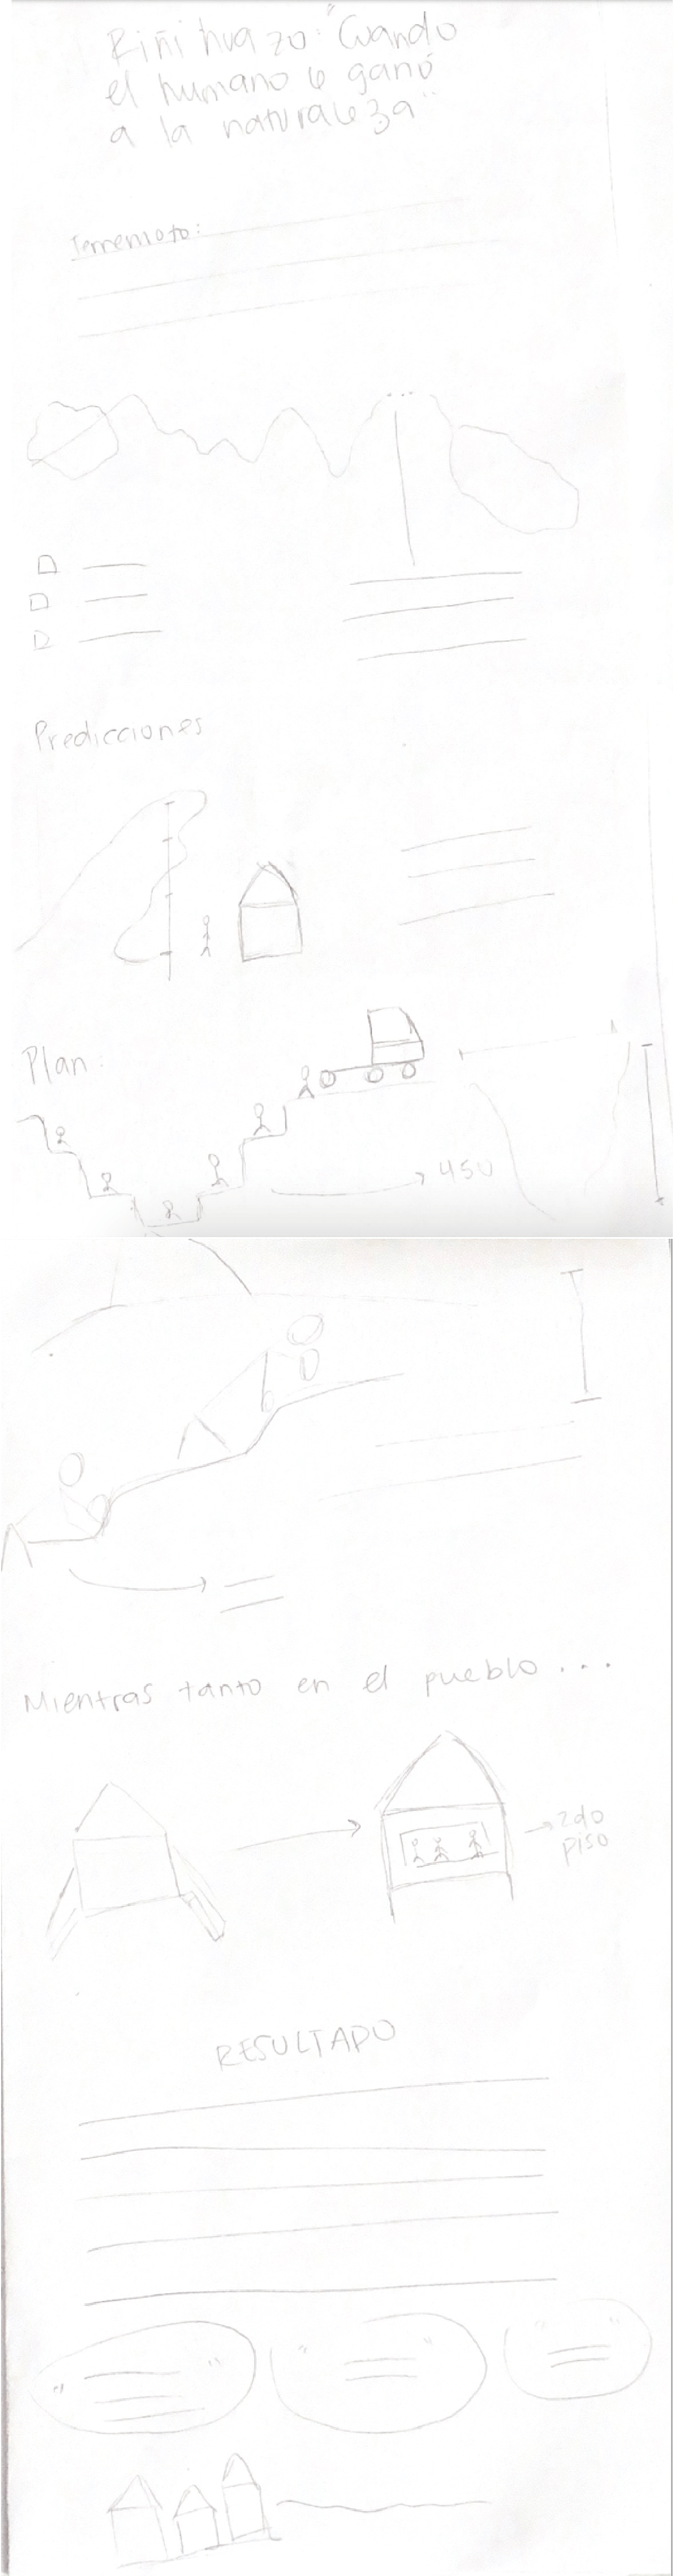 Riñihuazo: "Cuando
el humano le ganó
a la naturaleza"
Terremoto:
Predicciones
Plan:
450
Mientras tanto en el pueblo...
2do
piso
RESULTADO